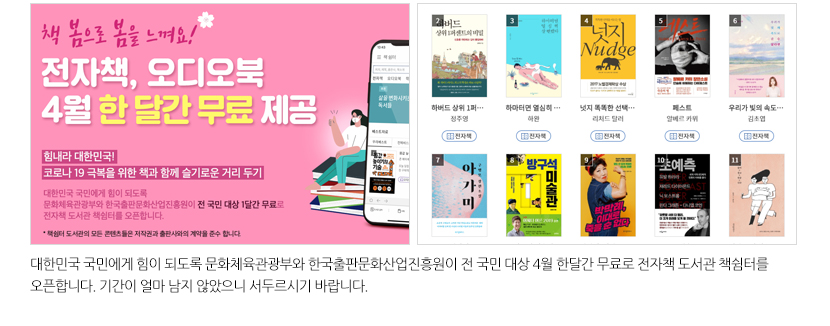 책 봄으로 봄을 느껴요!
전자책, 오디오북
4월 한 달간 무료 제공
힘내라 대한민국!
코로나 19 극복을 위한 책과 함께 슬기로운 거리 두기
대한민국 국민에게 힘이 되도록
문화체육관광부와 한국출판문화산업진흥원이 전 국민 대상 1달간 무료로
전자책 도서관 책쉼터를 오픈합니다.
* 책쉼터 도서관의 모든 콘텐츠들은 저작권과 출판사와의 계약을 준수 합니다.
책쉼터
2 3 4 5 6
하버드
상위 1퍼센트의 비밀
넛지
Nudge
페스트
하버드 상위 1퍼… 하마터면 열심히 … 넛지 똑똑한 선택… 페스트 우리가 빛의 속도…
정주영 하완 리처드 탈러 알베르 카뮈 김초엽
전자책 전자책 전자책 전자책 전자책
7 8 9 10 11
아가미
방구석
미술관
초예측
대한민국 국민에게 힘이 되도록 문화체육관광부와 한국출판문화산업진흥원이 전 국민 대상 4월 한달간 무료로 전자책 도서관 책쉼터를
오픈합니다. 기간이 얼마 남지 않았으니 서두르시기 바랍니다.